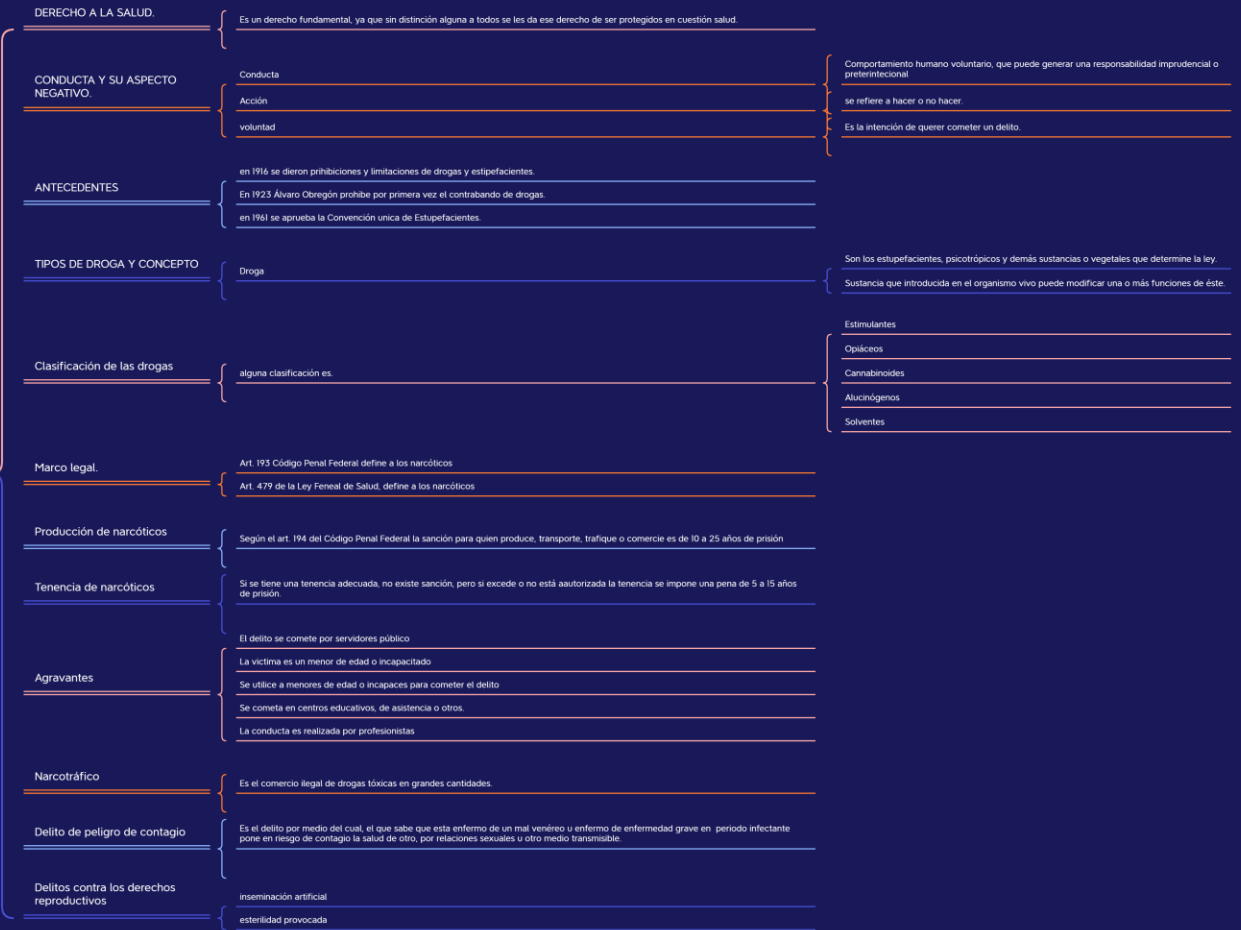 DERECHO A LA SALUD.
Es un derecho fundamental, ya que sin distinción alguna a todos se les da ese derecho de ser protegidos en cuestión salud.
CONDUCTA Y SU ASPECTO
NEGATIVO.
Conducta
Comportamiento humano voluntario, que puede generar una responsabilidad imprudencial o
preterintecional
Acción
se refiere a hacer o no hacer.
voluntad
Es la intención de querer cometer un delito.
ANTECEDENTES
en 1916 se dieron prihibiciones y limitaciones de drogas y estipefacientes.
En 1923 Álvaro Obregón prohibe por primera vez el contrabando de drogas.
en 1961 se aprueba la Convención unica de Estupefacientes.
TIPOS DE DROGA Y CONCEPTO
Droga
Son los estupefacientes, psicotrópicos y demás sustancias o vegetales que determine la ley.
Sustancia que introducida en el organismo vivo puede modificar una o más funciones de éste.
Clasificación de las drogas
alguna clasificación es.
Estimulantes
Opiáceos
Cannabinoides
Alucinógenos
Solventes
Marco legal.
Art. 193 Código Penal Federal define a los narcóticos
Art. 479 de la Ley Feneal de Salud, define a los narcóticos
Producción de narcóticos
Según el art. 194 del Código Penal Federal la sanción para quien produce, transporte, trafique o comercie es de 10 a 25 años de prisión
Tenencia de narcóticos
Si se tiene una tenencia adecuada, no existe sanción, pero si excede o no está aautorizada la tenencia se impone una pena de 5 a 15 años
de prisión.
Agravantes
El delito se comete por servidores público
La victima es un menor de edad o incapacitado
Se utilice a menores de edad o incapaces para cometer el delito
Se cometa en centros educativos, de asistencia o otros.
La conducta es realizada por profesionistas
Narcotráfico
Es el comercio ilegal de drogas tóxicas en grandes cantidades.
Delito de peligro de contagio
Es el delito por medio del cual, el que sabe que esta enfermo de un mal venéreo u enfermo de enfermedad grave en periodo infectante
pone en riesgo de contagio la salud de otro, por relaciones sexuales u otro medio transmisible.
Delitos contra los derechos
reproductivos
inseminación artificial
esterilidad provocada